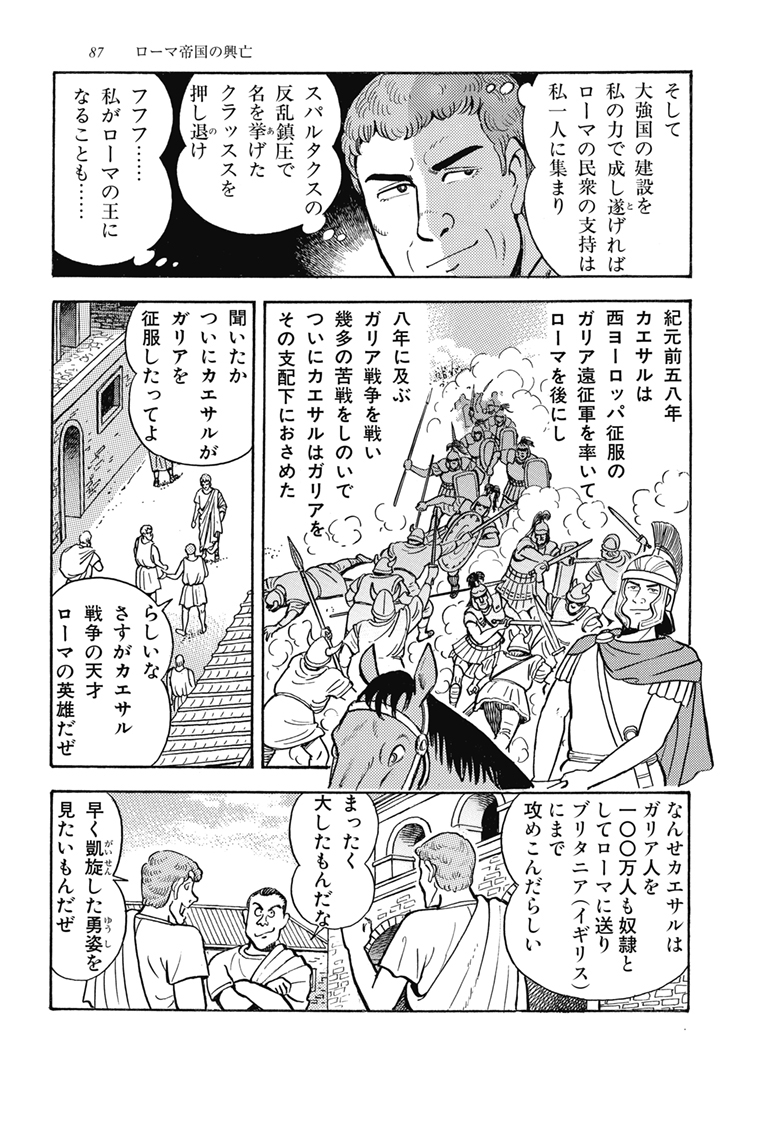 87 ローマ帝国の興亡
そして
大強国の建設を
私の力で成し遂げれば
ローマの民衆の支持は
私一人に集まり
スパルタクスの
反乱鎮圧で
名を挙げた
クラッススを
押し退け
フフフ……
私がローマの王に
なることも……
紀元前五八年
カエサルは
西ヨーロッパ征服の
ガリア遠征軍を率いて
ローマを後にし
八年に及ぶ
ガリア戦争を戦い
幾多の苦戦をしのいで
ついにカエサルはガリアを
その支配下におさめた
聞いたか
ついにカエサルが
ガリアを
征服したってよ
らしいな
さすがカエサル
戦争の天才
ローマの英雄だぜ
なんせカエサルは
ガリア人を
一〇〇万人も奴隷と
してローマに送り
ブリタニア(イギリス)
にまで
攻めこんだらしい
まったく
大したもんだな
早く凱旋した勇姿を
見たいもんだぜ